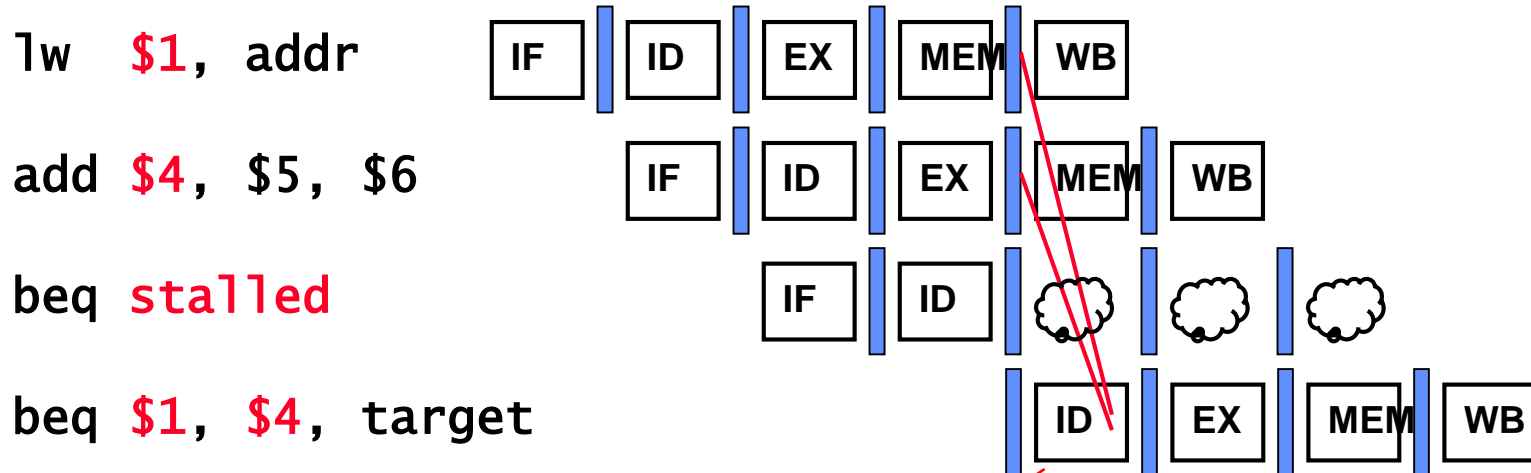 lw $1, addr IF ID EX MEM WB
add $4, $5, $6 IF ID EX MEM WB
beq stalled IF ID
beq $1, $4, target ID EX MEM WB